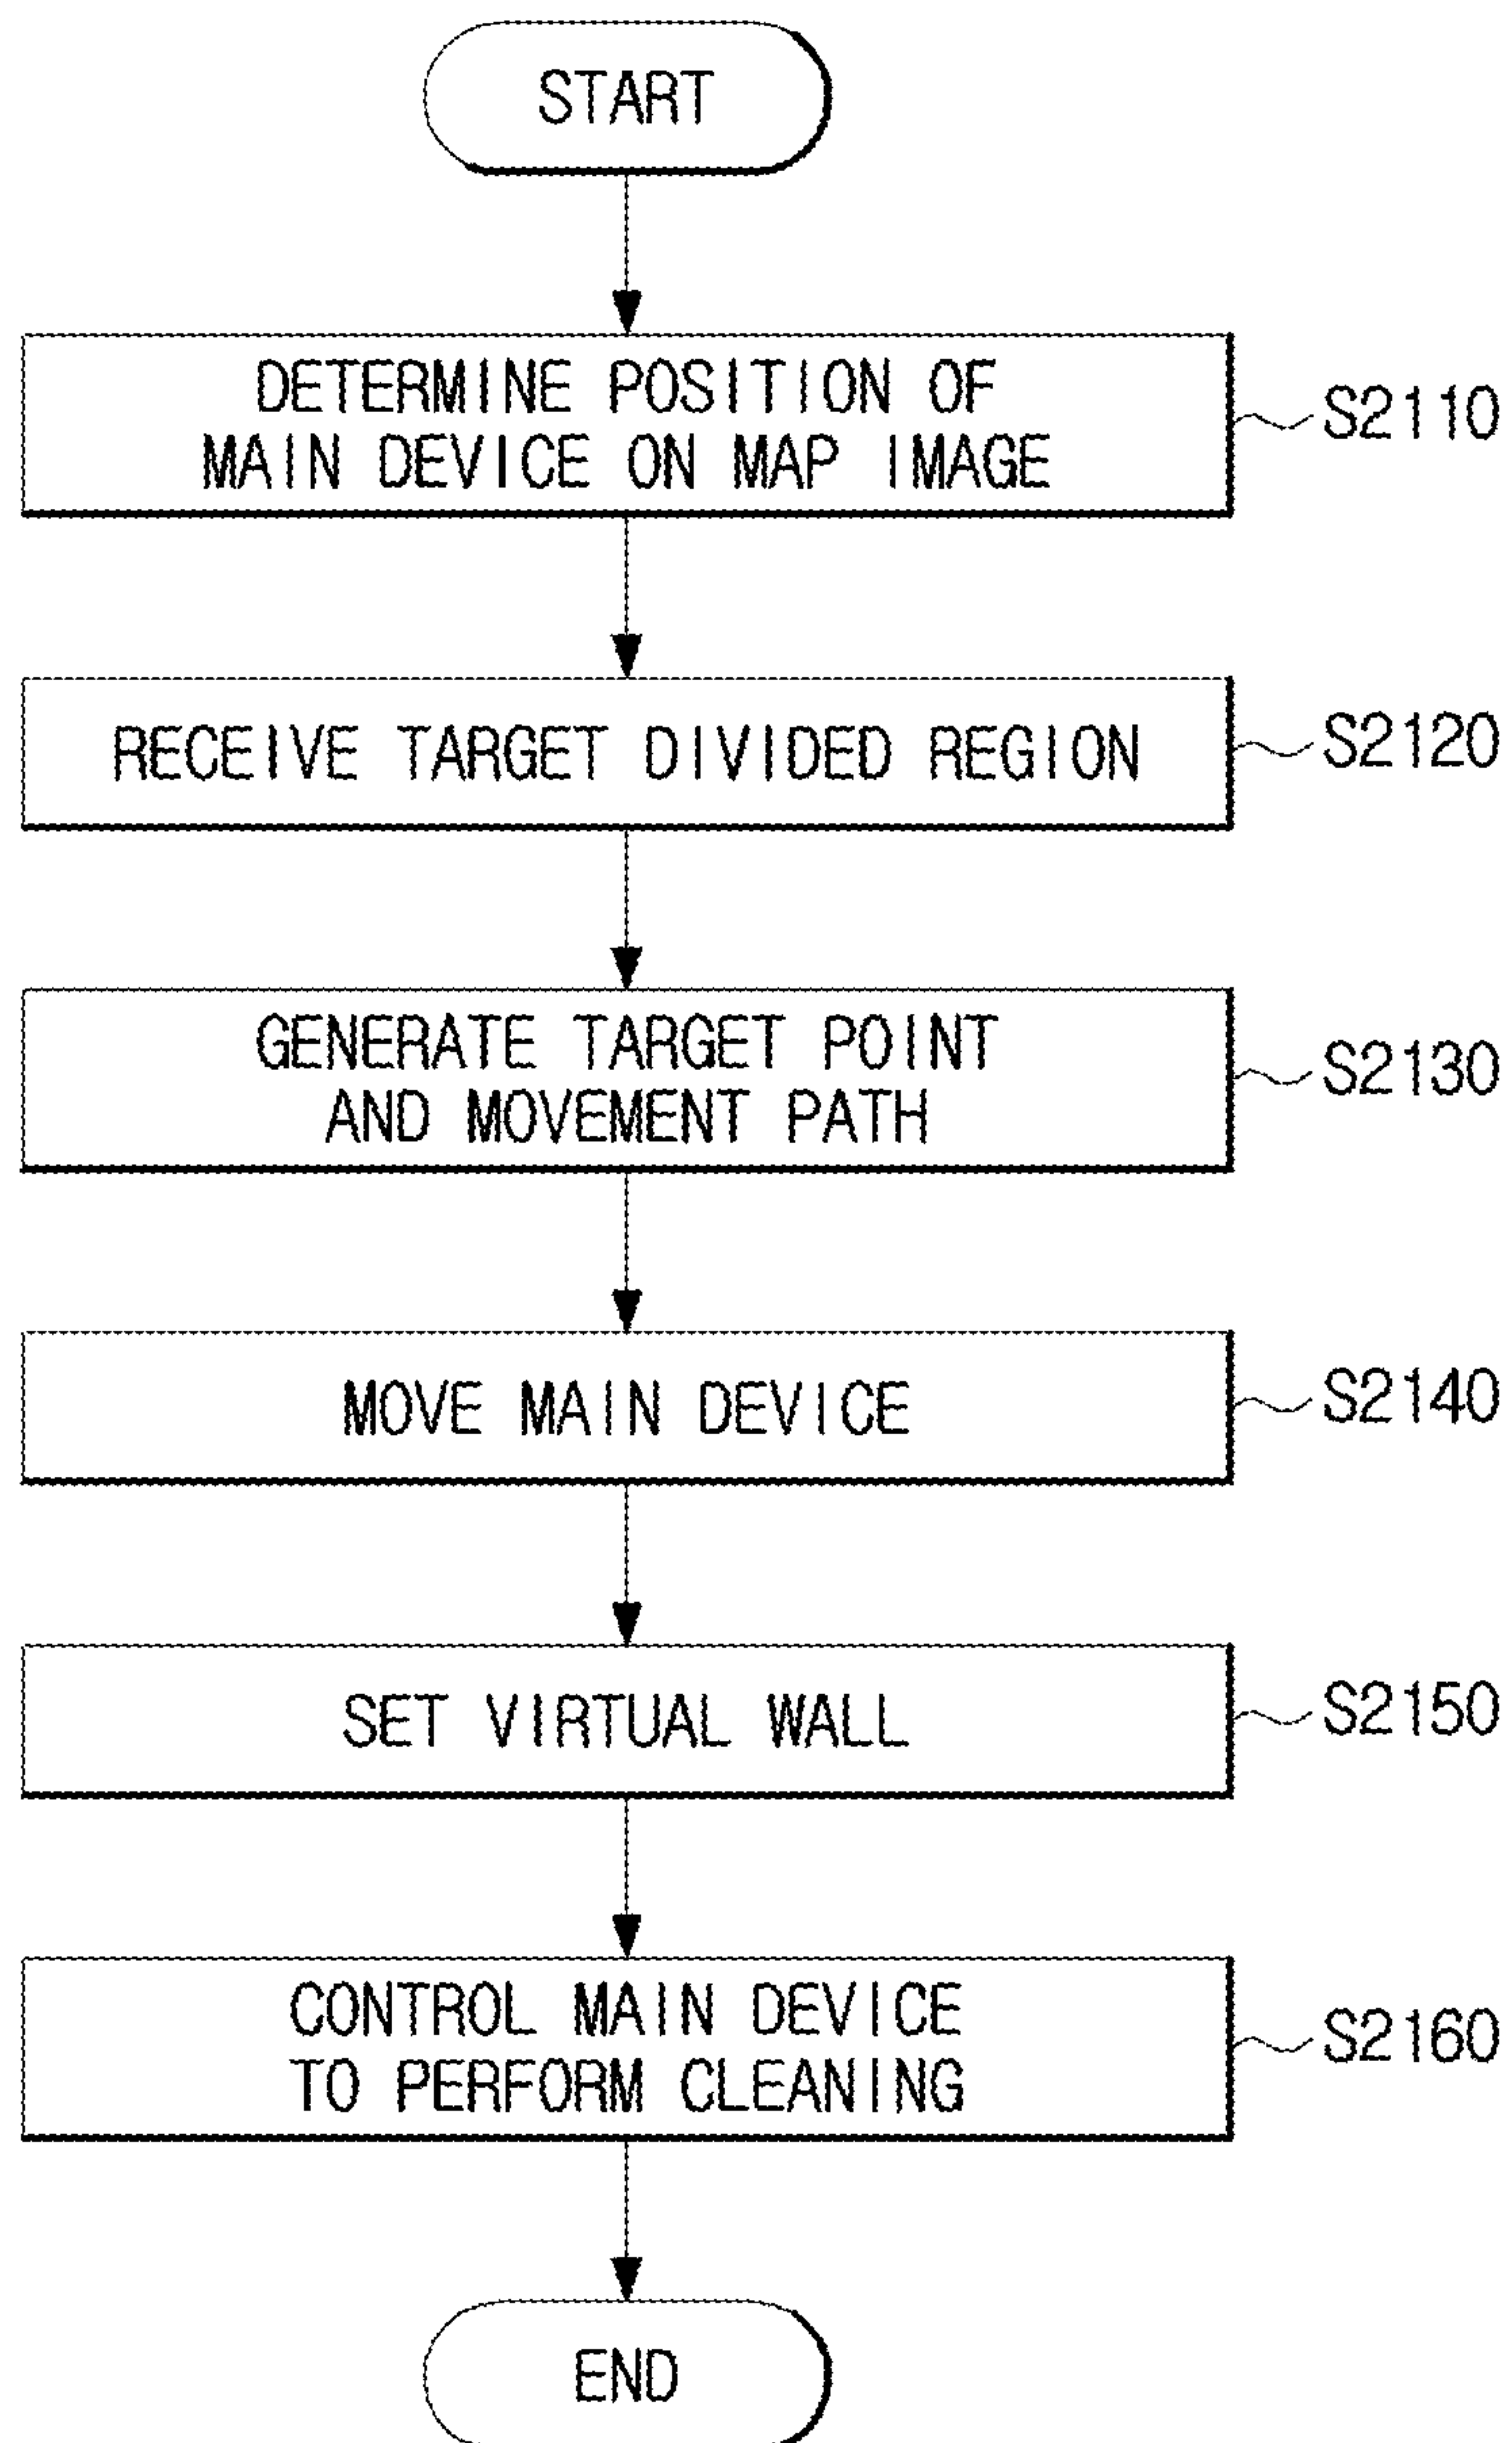 START
DETERMINE POSITION OF
MAIN DEVICE ON MAP IMAGE
S2110
RECEIVE TARGET DIVIDED REGION
S2120
GENERATE TARGET POINT
AND MOVEMENT PATH
S2130
MOVE MAIN DEVICE
S2140
SET VIRTUAL WALL
S2150
CONTROL MAIN DEVICE
TO PERFORM CLEANING
S2160
END